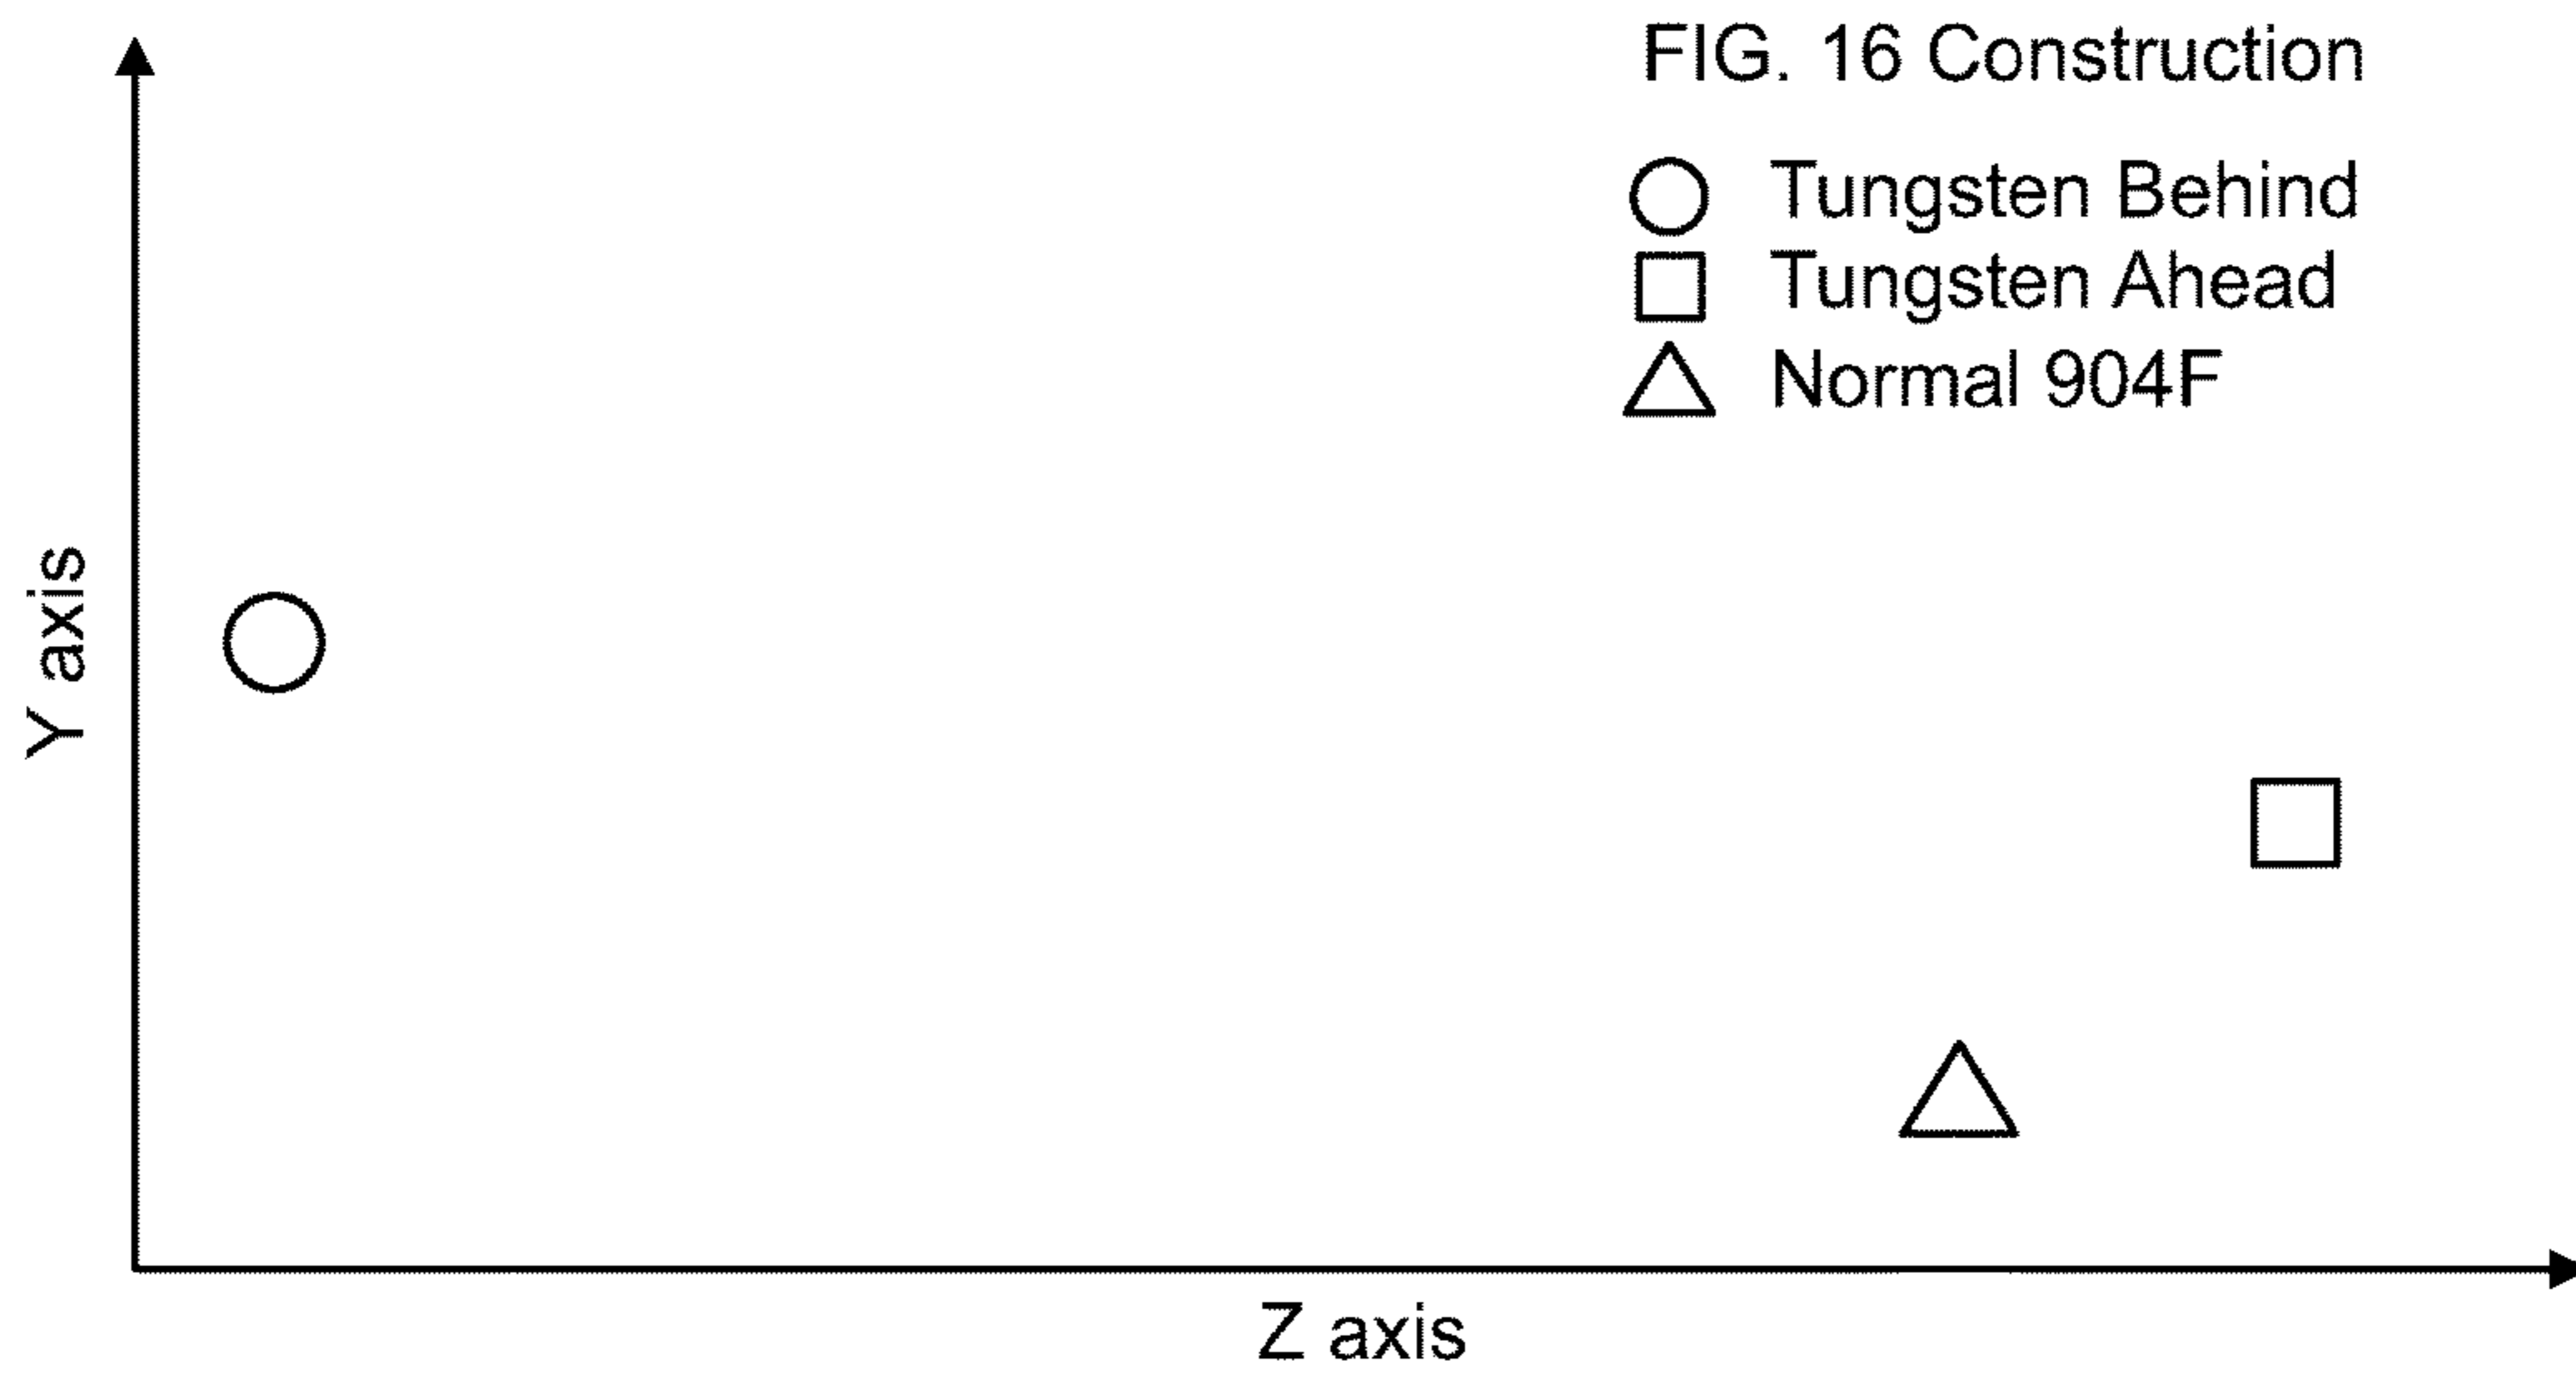 FIG. 16 Construction
Tungsten Behind
Tungsten Ahead
Normal 904F
Y axis
Z axis